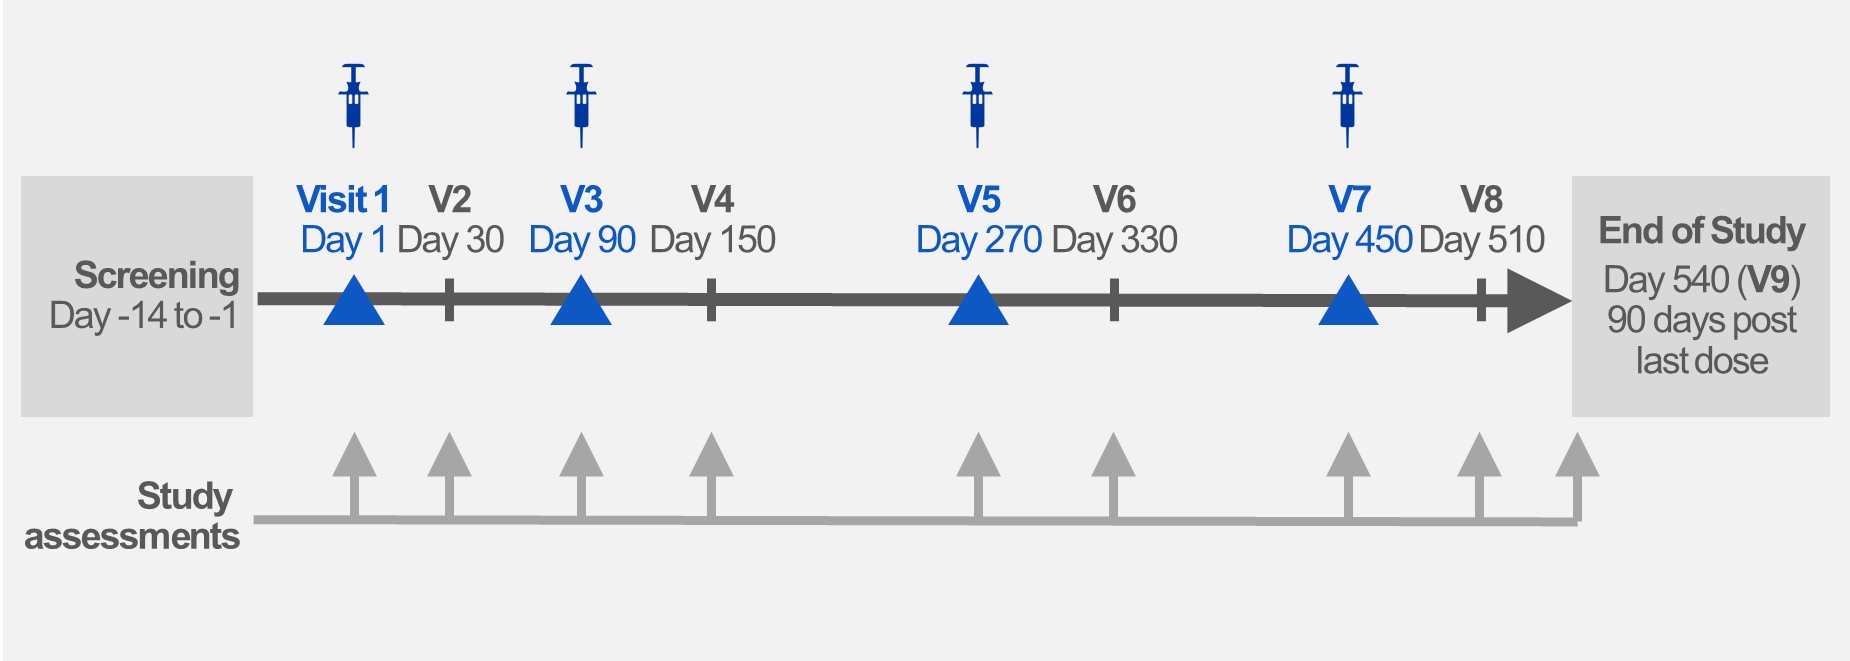 Visit 1
Day 1
V2
Day 30
V3
Day 90
V4
Day 150
V5
Day 270
V6
Day 330
V7
Day 450
V8
Day 510
Screening
Day -14 to -1
End of Study
Day 540 (V9)
90 days post
last dose
Study
assessments